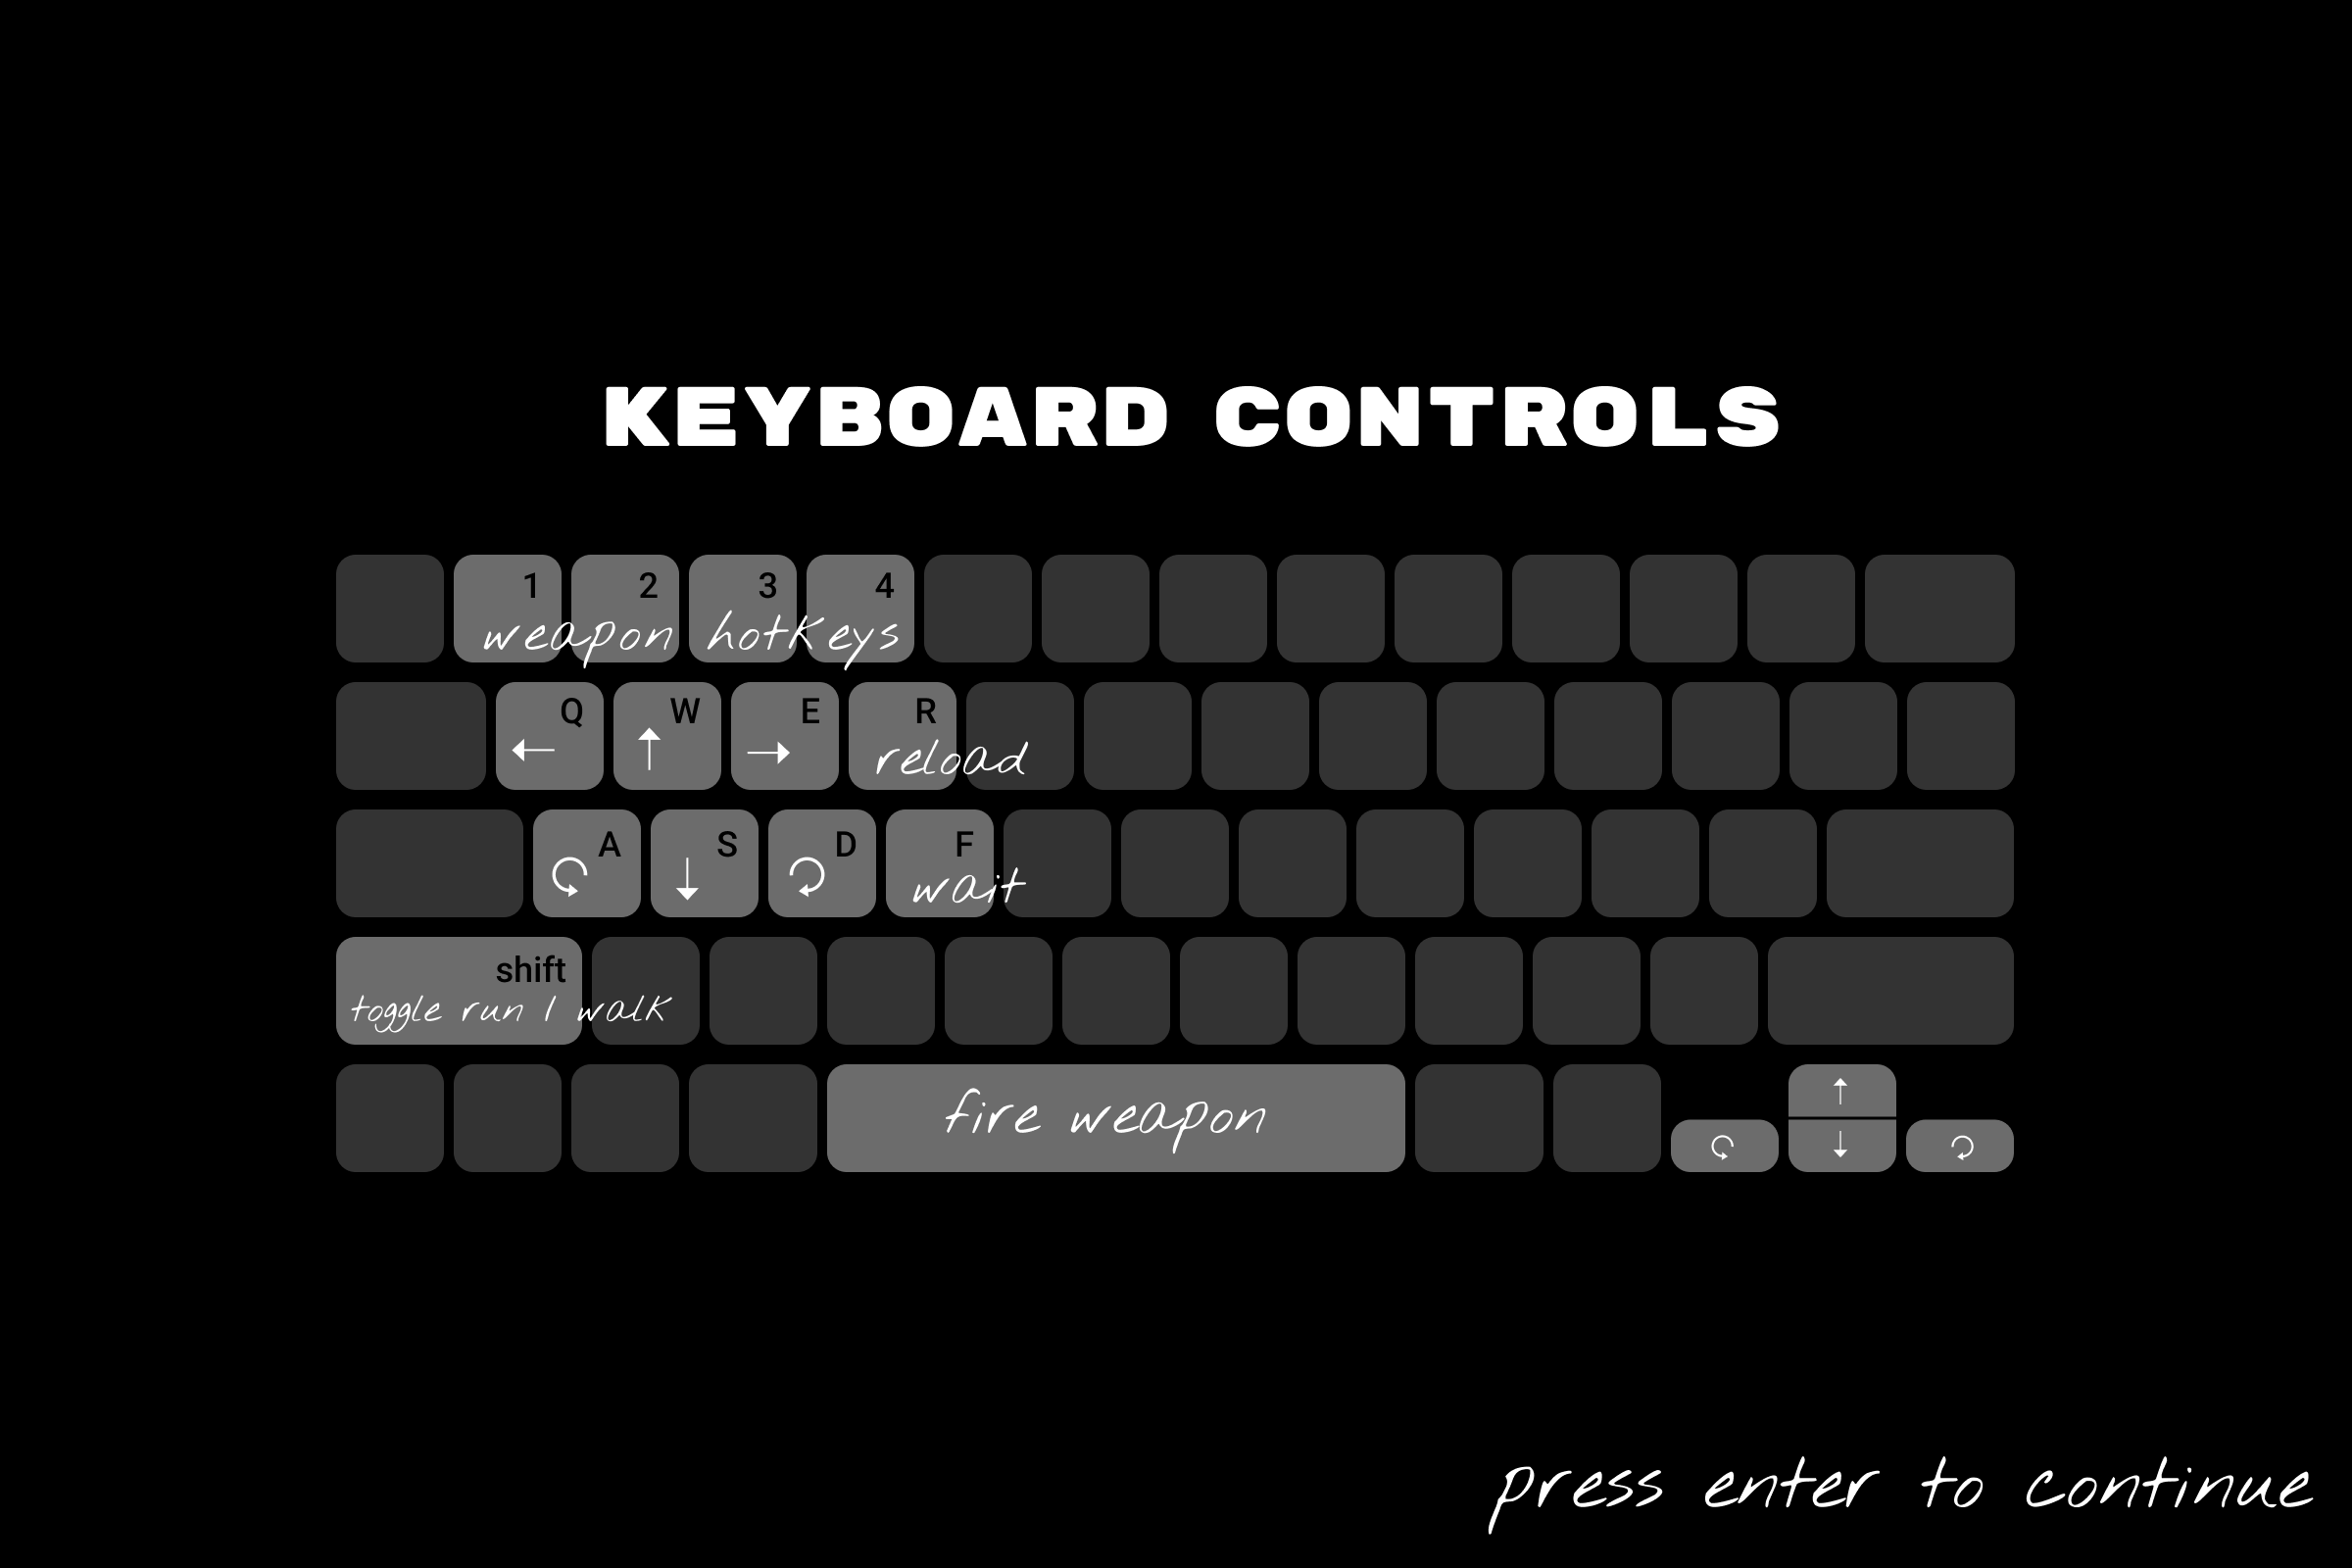 KEYBOARD CONTROLS
1 2 3 4
weapon hotkeys
Q W E R
reload
A S D F
wait
shift
toggle run / walk
fire weapon
press enter to continue